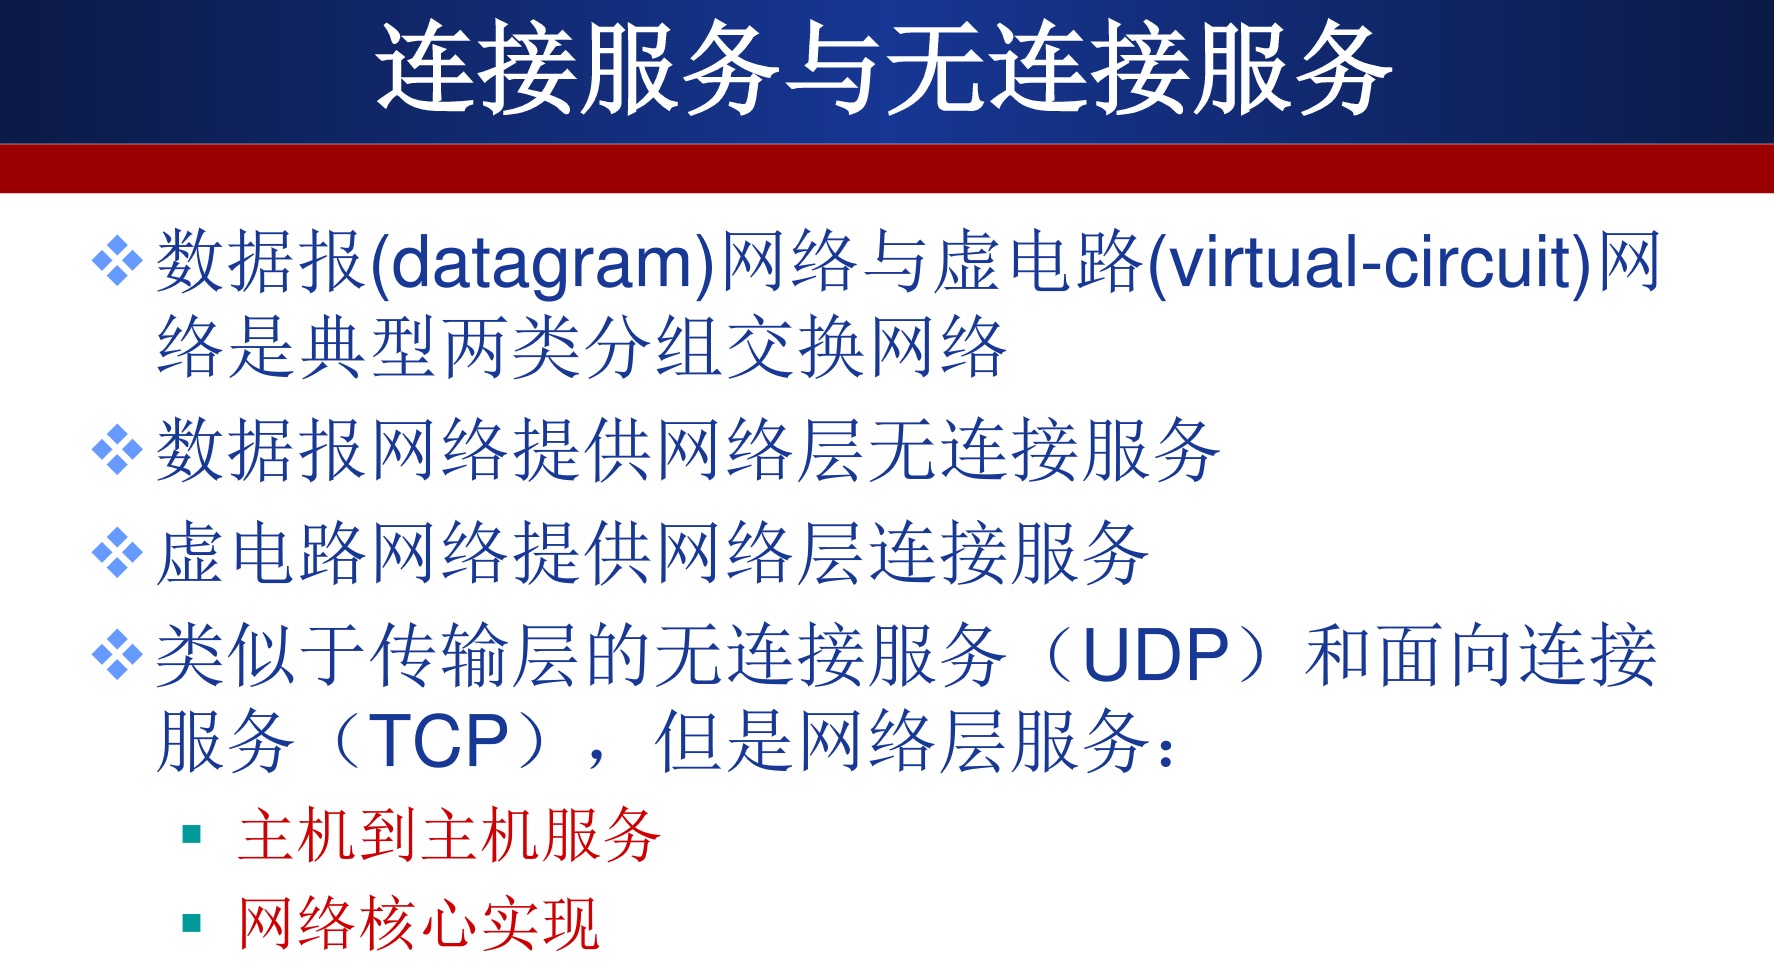 连接服务与无连接服务
数据报(datagram)网络与虚电路(virtual-circuit)网
络是典型两类分组交换网络
数据报网络提供网络层无连接服务
虚电路网络提供网络层连接服务
类似于传输层的无连接服务（UDP）和面向连接
服务（TCP），但是网络层服务：
主机到主机服务
网络核心实现